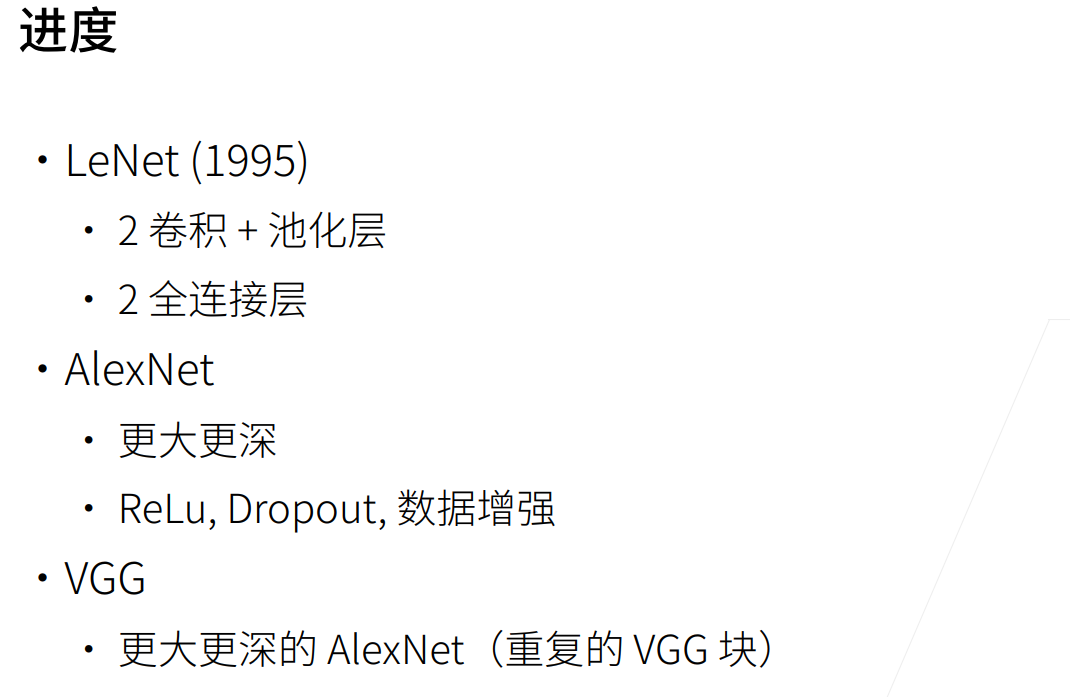 进度
• LeNet (1995)
• 2 卷积 + 池化层
• 2 全连接层
• AlexNet
• 更大更深
• ReLu, Dropout, 数据增强
• VGG
• 更大更深的 AlexNet（重复的 VGG 块）